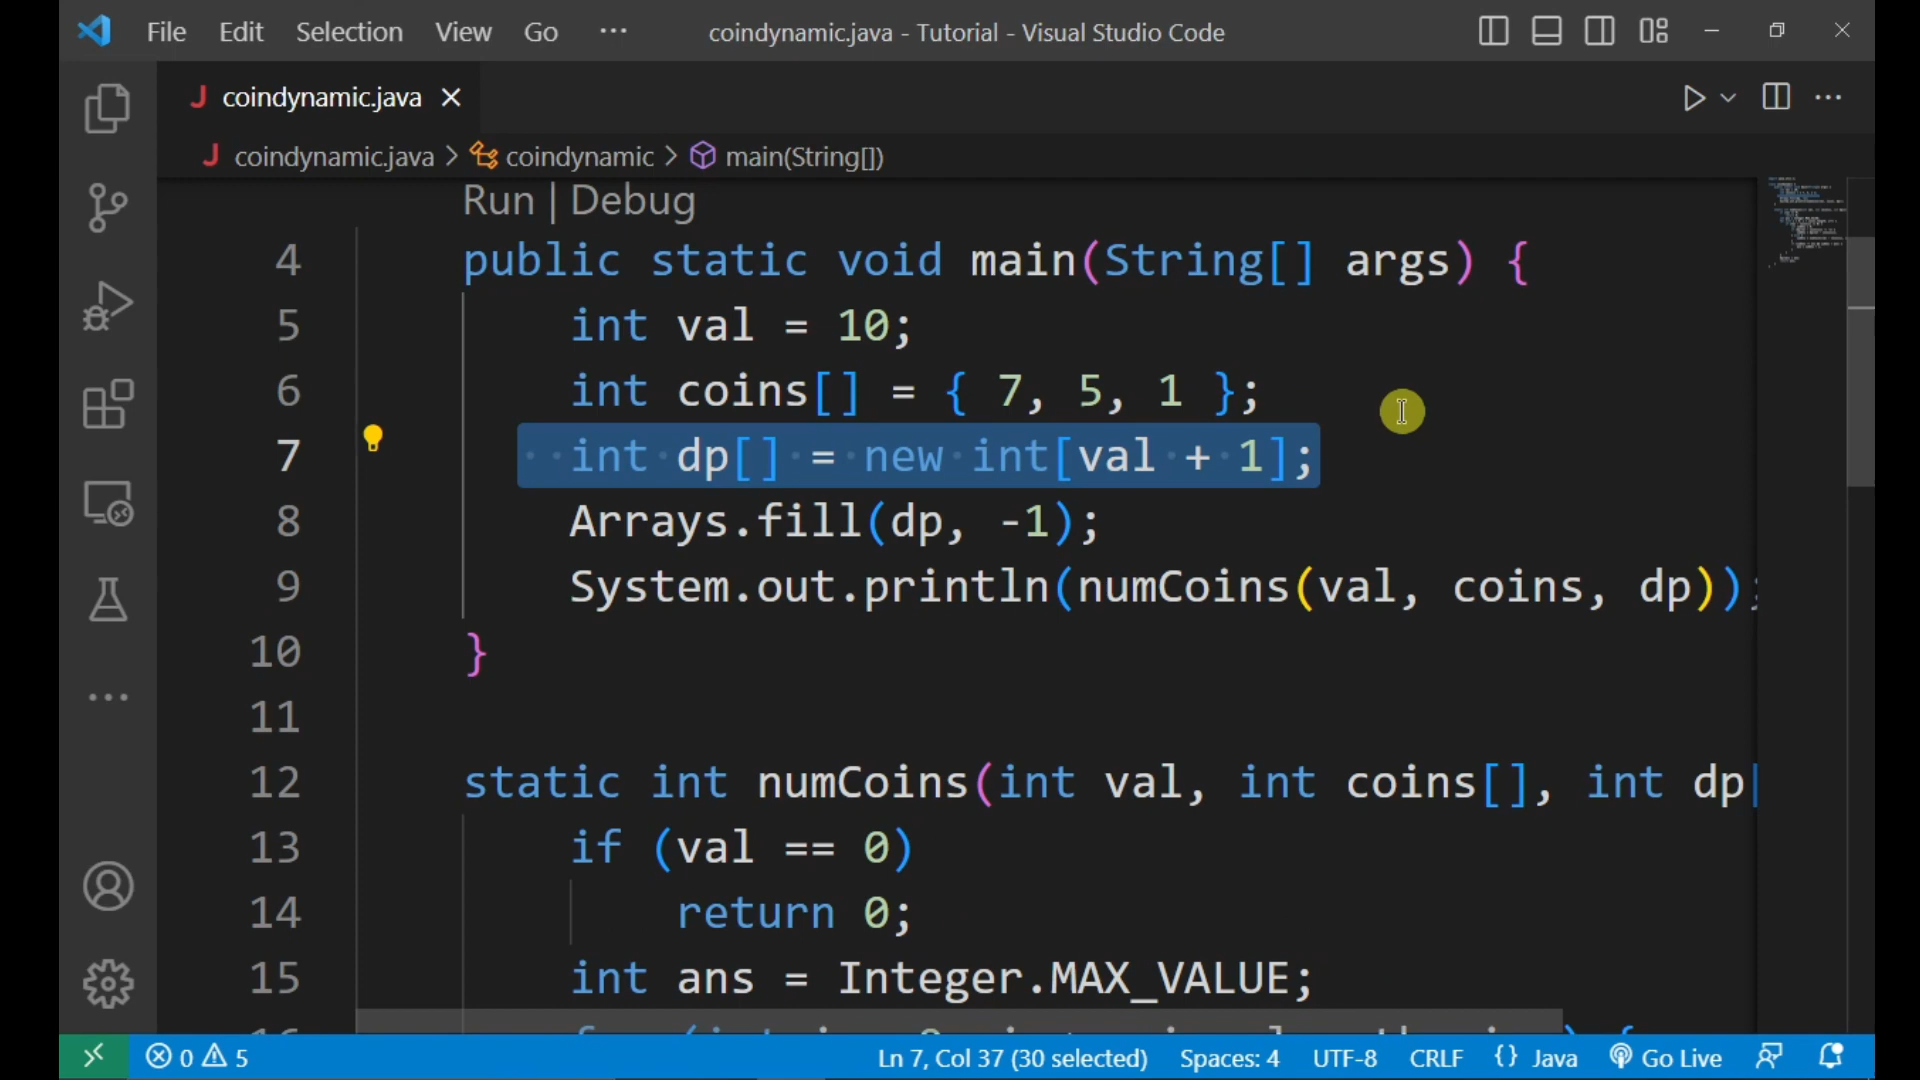 File Edit Selection View Go ··· coindynamic.java - Tutorial - Visual Studio Code
J coindynamic.java
J coindynamic.java > coindynamic > main(String[])
Run | Debug
4 public static void main(String[] args) {
5 int val = 10;
6 int coins[] = { 7, 5, 1 };
7 int dp[] = new int[val + 1];
8 Arrays.fill(dp, -1);
9 System.out.println(numCoins(val, coins, dp));
10 }
11
12 static int numCoins(int val, int coins[], int dp[
13 if (val == 0)
14 return 0;
15 int ans = Integer.MAX_VALUE;
0 5 Ln 7, Col 37 (30 selected) Spaces: 4 UTF-8 CRLF {} Java Go Live